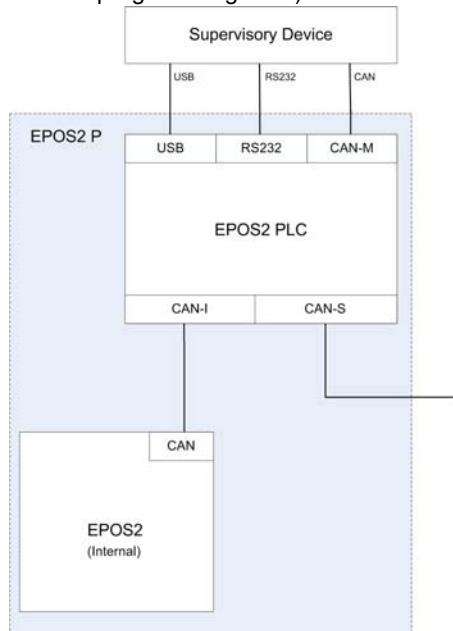 Supervisory Device
USB
RS232
CAN
EPOS2 P
USB
RS232
CAN-M
EPOS2 PLC
CAN-I
CAN-S
CAN
EPOS2
(Internal)